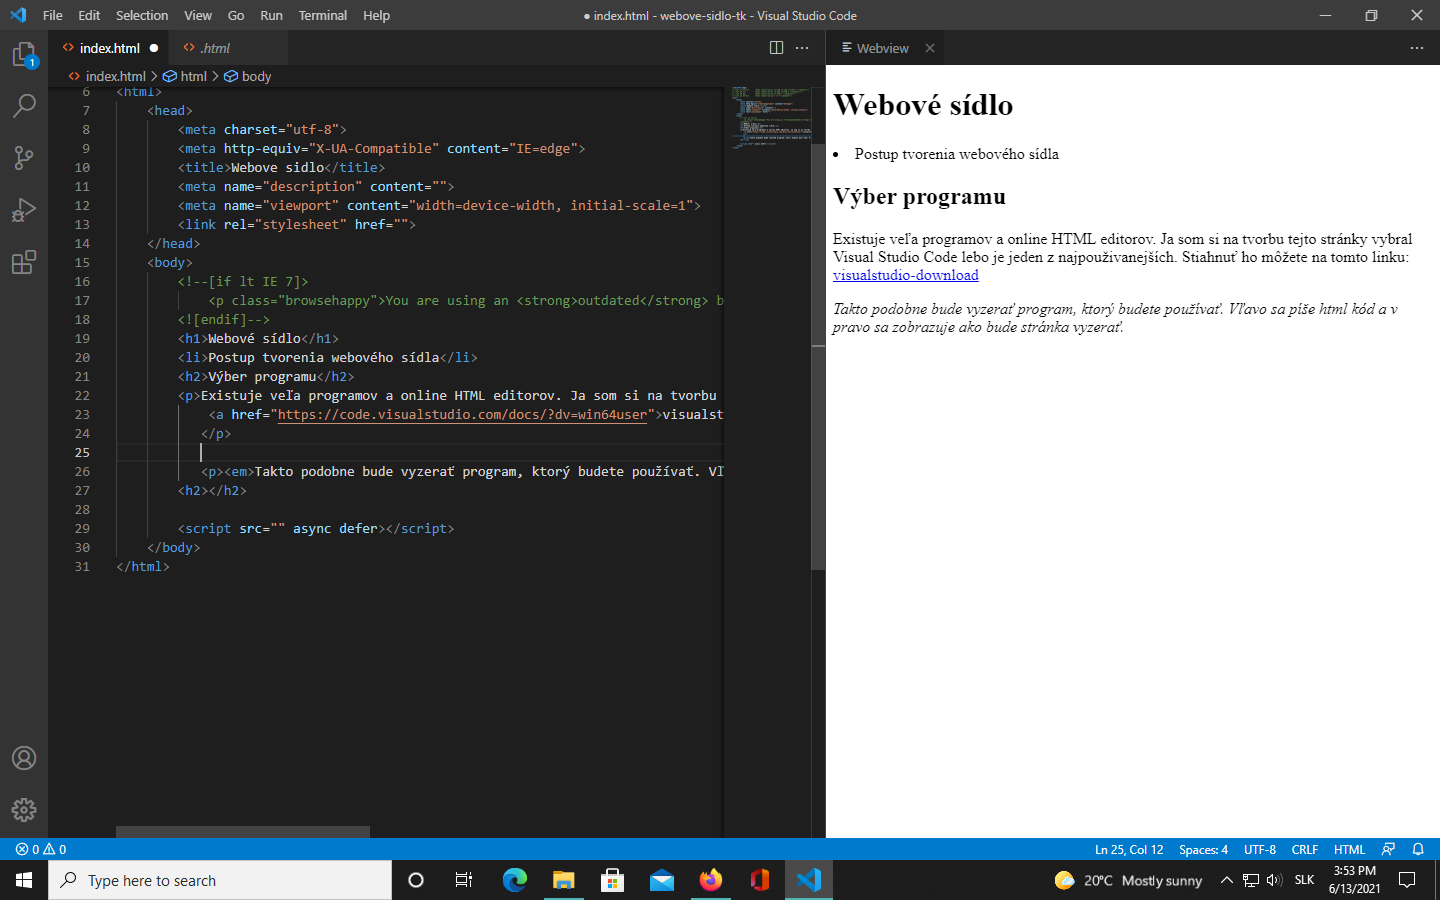 File Edit Selection View Go Run Terminal Help
● index.html - webove-sidlo-tk - Visual Studio Code
index.html
.html
Webview
index.html > html > body
1
6 <html>
7 <head>
8 <meta charset="utf-8">
9 <meta http-equiv="X-UA-Compatible" content="IE=edge">
10 <title>Webove sidlo</title>
11 <meta name="description" content="">
12 <meta name="viewport" content="width=device-width, initial-scale=1">
13 <link rel="stylesheet" href="">
14 </head>
15 <body>
16 <!--[if lt IE 7]>
17 <p class="browsehappy">You are using an <strong>outdated</strong> b
18 <![endif]-->
19 <h1>Webové sídlo</h1>
20 <li>Postup tvorenia webového sídla</li>
21 <h2>Výber programu</h2>
22 <p>Existuje veľa programov a online HTML editorov. Ja som si na tvorbu
23 <a href="https://code.visualstudio.com/docs/?dv=win64user">visualst
24 </p>
25
26 <p><em>Takto podobne bude vyzerať program, ktorý budete používať. Vľ
27 <h2></h2>
28
29 <script src="" async defer></script>
30 </body>
31 </html>
Webové sídlo
• Postup tvorenia webového sídla
Výber programu
Existuje veľa programov a online HTML editorov. Ja som si na tvorbu tejto stránky vybral
Visual Studio Code lebo je jeden z najpouživanejších. Stiahnuť ho môžete na tomto linku:
visualstudio-download
Takto podobne bude vyzerať program, ktorý budete používať. Vľavo sa píše html kód a v
pravo sa zobrazuje ako bude stránka vyzerať.
0 0
Ln 25, Col 12 Spaces: 4 UTF-8 CRLF HTML
Type here to search
20°C Mostly sunny
SLK
3:53 PM
6/13/2021